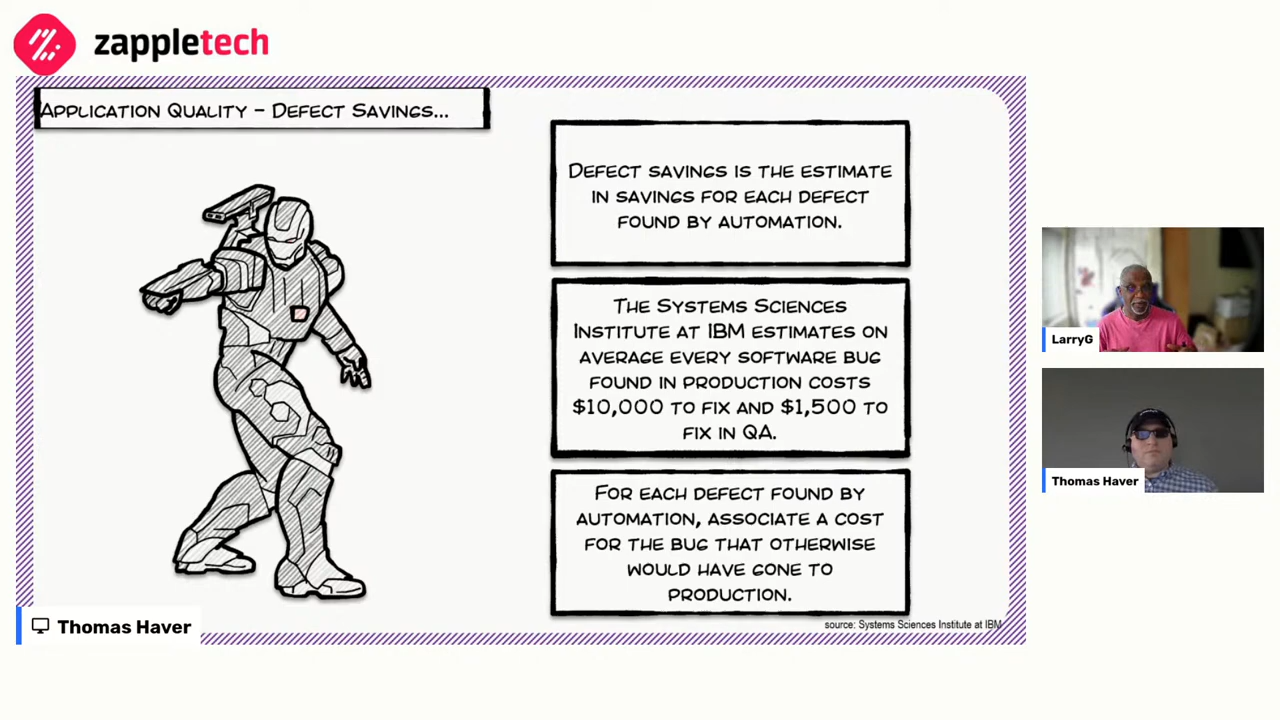 zappletech
Application Quality – Defect Savings...
Defect savings is the estimate
in savings for each defect
found by automation.
The Systems Sciences
Institute at IBM estimates on
average every software bug
found in production costs
$10,000 to fix and $1,500 to
fix in QA.
For each defect found by
automation, associate a cost
for the bug that otherwise
would have gone to
production.
source: Systems Sciences Institute at IBM
Thomas Haver
LarryG
Thomas Haver